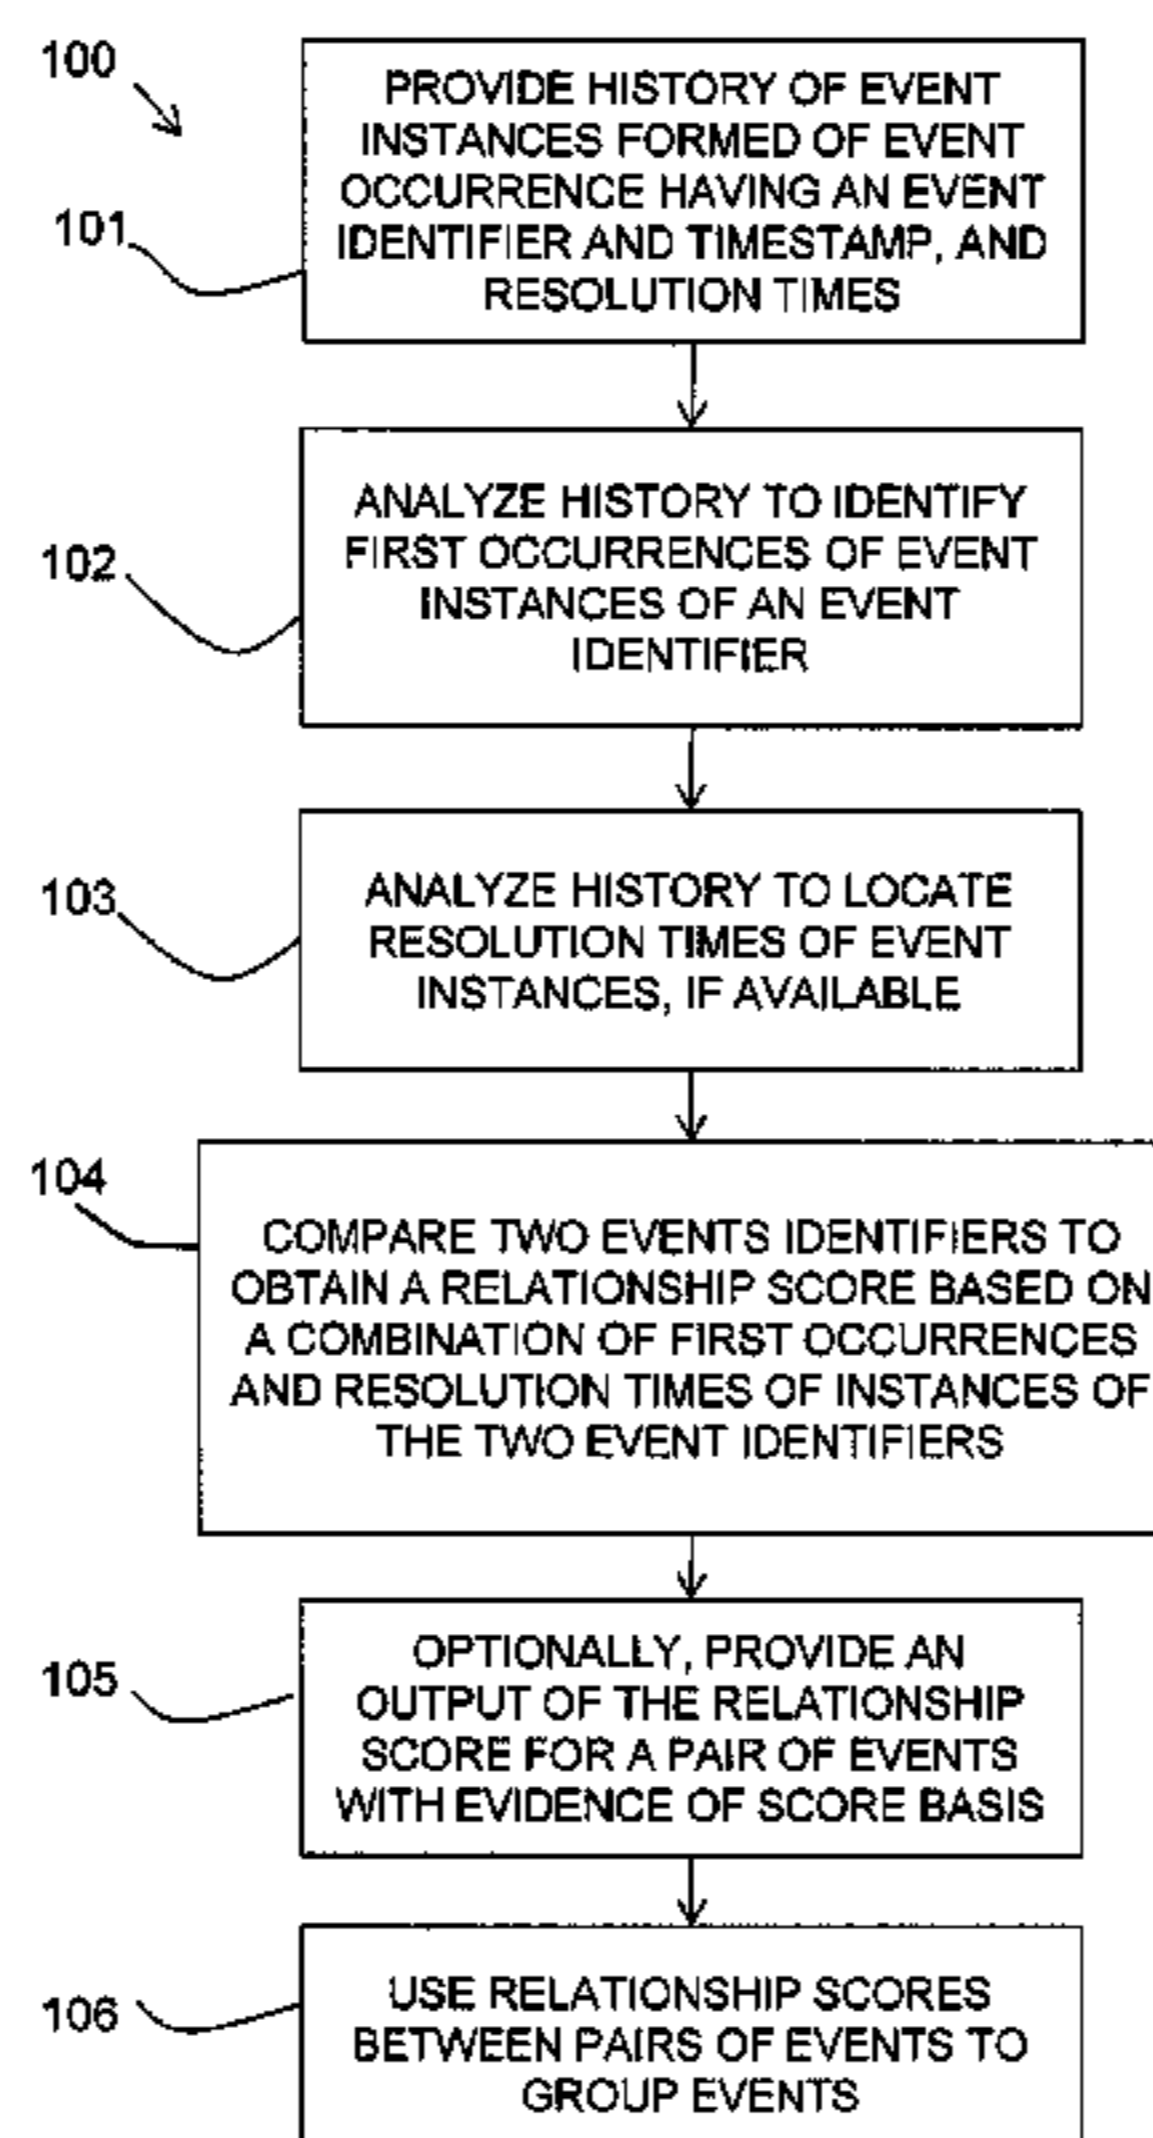 100
PROVIDE HISTORY OF EVENT
INSTANCES FORMED OF EVENT
OCCURRENCE HAVING AN EVENT
IDENTIFIER AND TIMESTAMP, AND
RESOLUTION TIMES
101
ANALYZE HISTORY TO IDENTIFY
FIRST OCCURRENCES OF EVENT
INSTANCES OF AN EVENT
IDENTIFIER
102
ANALYZE HISTORY TO LOCATE
RESOLUTION TIMES OF EVENT
INSTANCES, IF AVAILABLE
103
104
COMPARE TWO EVENTS IDENTIFIERS TO
OBTAIN A RELATIONSHIP SCORE BASED ON
A COMBINATION OF FIRST OCCURRENCES
AND RESOLUTION TIMES OF INSTANCES OF
THE TWO EVENT IDENTIFIERS
105
OPTIONALLY, PROVIDE AN
OUTPUT OF THE RELATIONSHIP
SCORE FOR A PAIR OF EVENTS
WITH EVIDENCE OF SCORE BASIS
106
USE RELATIONSHIP SCORES
BETWEEN PAIRS OF EVENTS TO
GROUP EVENTS